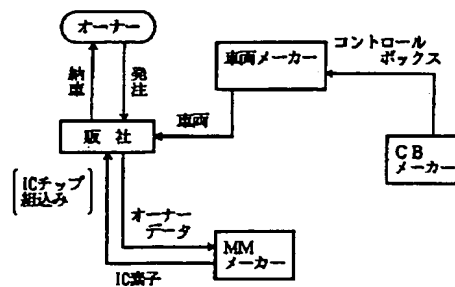 オーナー
納車
発注
車両メーカー
コントロール
ボックス
販社
車両
CB
メーカー
ICチップ
組込み
オーナー
データ
MM
メーカー
IC素子